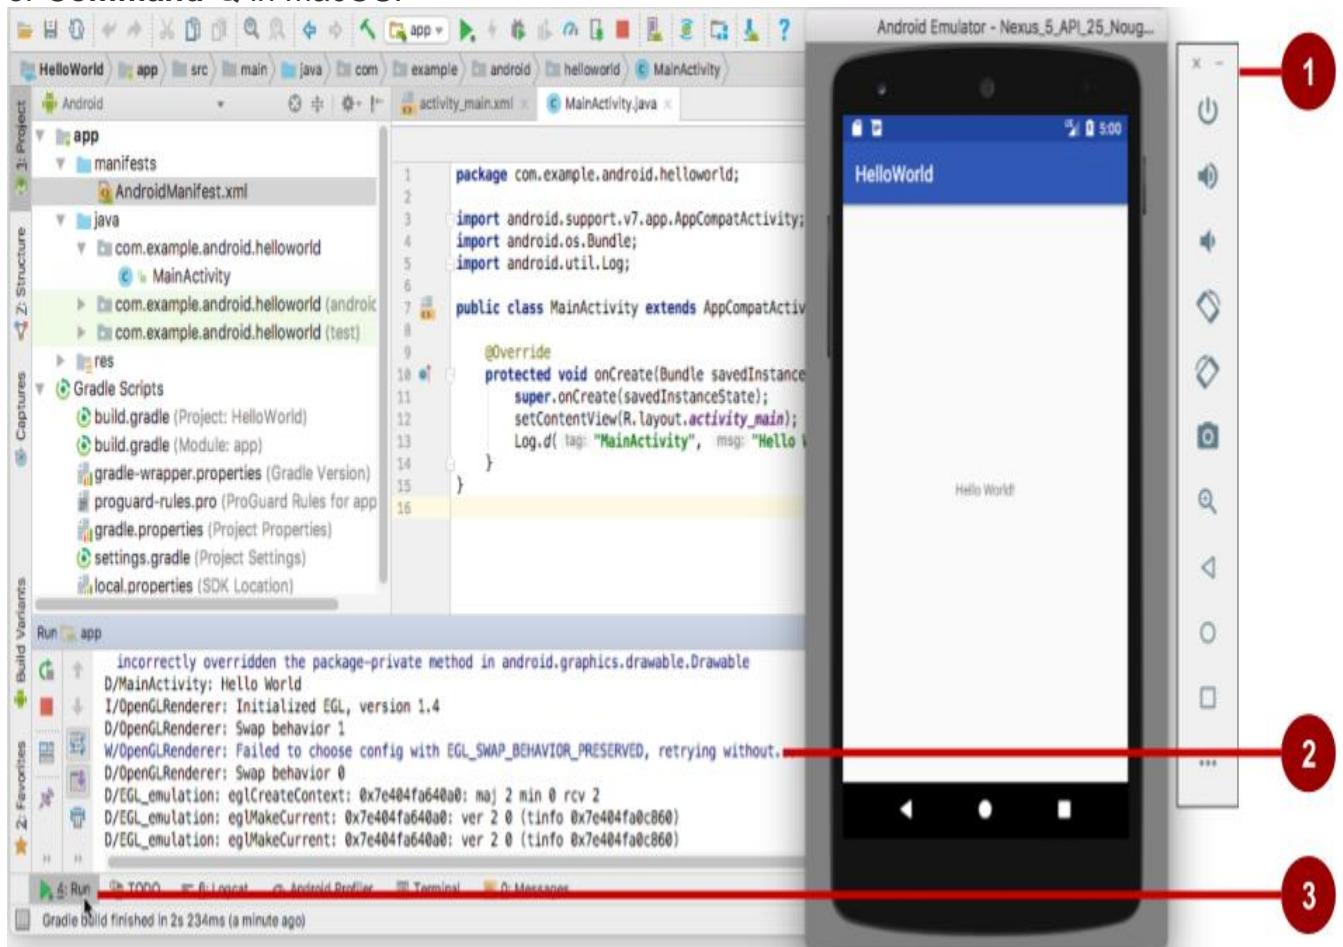 or Command-Q in macOS.
app
Android Emulator - Nexus_5_API_25_Noug...
HelloWorld app src main java com example android helloworld MainActivity
1
Android
activity_main.xml
MainActivity.java
1: Project
Z: Structure
Captures
Build Variants
2: Favorites
app
manifests
AndroidManifest.xml
java
com.example.android.helloworld
MainActivity
com.example.android.helloworld (androic
com.example.android.helloworld (test)
res
Gradle Scripts
build.gradle (Project: HelloWorld)
build.gradle (Module: app)
gradle-wrapper.properties (Gradle Version)
proguard-rules.pro (ProGuard Rules for app
gradle.properties (Project Properties)
settings.gradle (Project Settings)
local.properties (SDK Location)
1 package com.example.android.helloworld;
2
3 import android.support.v7.app.AppCompatActivity;
4 import android.os.Bundle;
5 import android.util.Log;
6
7 public class MainActivity extends AppCompatActiv
8
9 @Override
10 protected void onCreate(Bundle savedInstance
11 super.onCreate(savedInstanceState);
12 setContentView(R.layout.activity_main);
13 Log.d( tag: "MainActivity", msg: "Hello W
14 }
15 }
16
5:00
HelloWorld
Hello World!
Run app
incorrectly overridden the package-private method in android.graphics.drawable.Drawable
D/MainActivity: Hello World
I/OpenGLRenderer: Initialized EGL, version 1.4
D/OpenGLRenderer: Swap behavior 1
W/OpenGLRenderer: Failed to choose config with EGL_SWAP_BEHAVIOR_PRESERVED, retrying without...
D/OpenGLRenderer: Swap behavior 0
D/EGL_emulation: eglCreateContext: 0x7e404fa640a0: maj 2 min 0 rcv 2
D/EGL_emulation: eglMakeCurrent: 0x7e404fa640a0: ver 2 0 (tinfo 0x7e404fa0c860)
D/EGL_emulation: eglMakeCurrent: 0x7e404fa640a0: ver 2 0 (tinfo 0x7e404fa0c860)
2
4: Run TODO 6: Logcat Android Profiler Terminal 0: Messages
3
Gradle build finished in 2s 234ms (a minute ago)